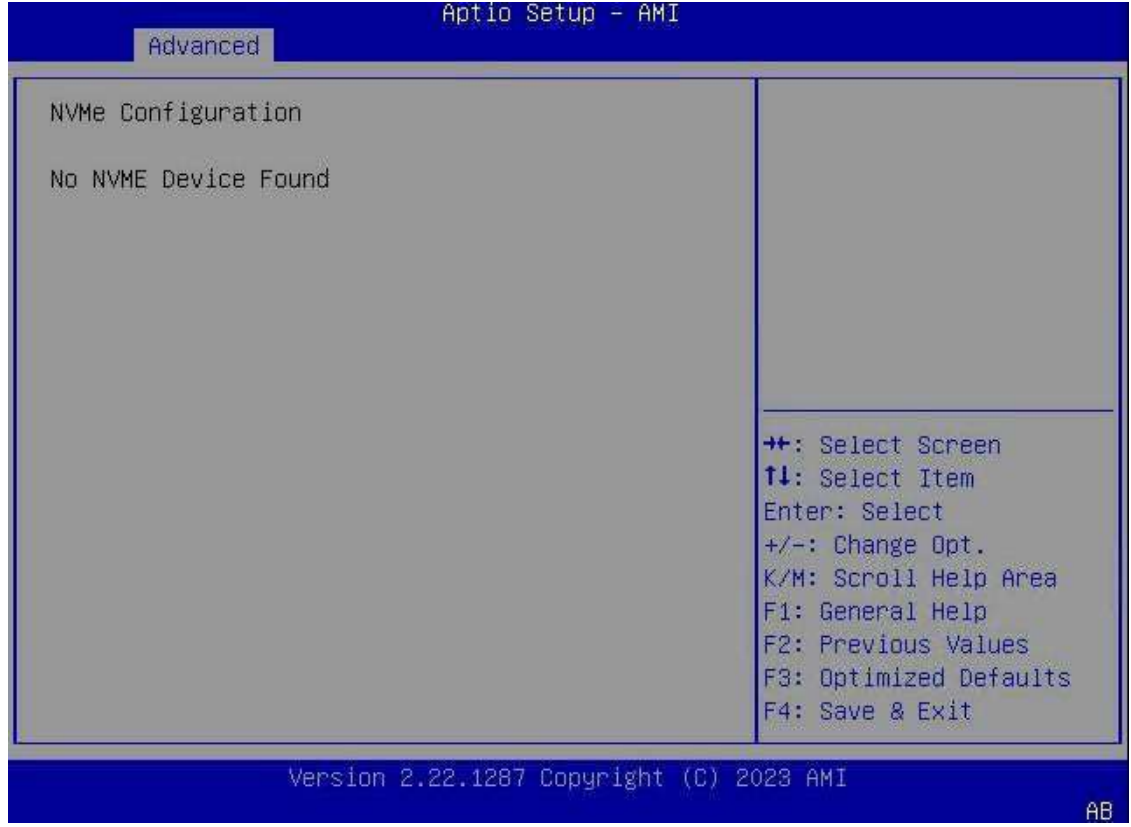 Aptio Setup – AMI
Advanced
NVMe Configuration
No NVME Device Found
→←: Select Screen
↑↓: Select Item
Enter: Select
+/-: Change Opt.
K/M: Scroll Help Area
F1: General Help
F2: Previous Values
F3: Optimized Defaults
F4: Save & Exit
Version 2.22.1287 Copyright (C) 2023 AMI
AB